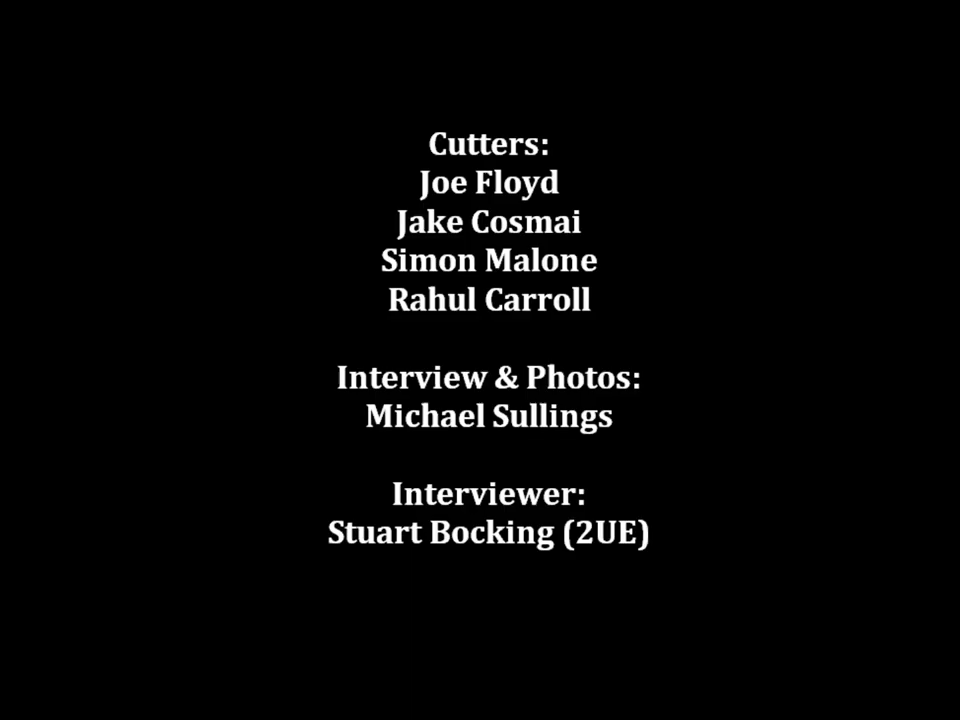 Cutters:
Joe Floyd
Jake Cosmai
Simon Malone
Rahul Carroll
Interview & Photos:
Michael Sullings
Interviewer:
Stuart Bocking (2UE)